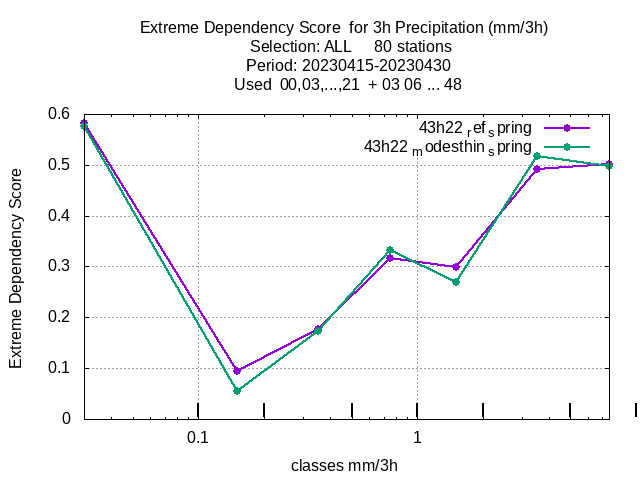 Extreme Dependency Score  for 3h Precipitation (mm/3h)
Selection: ALL     80 stations
Period: 20230415-20230430
Used  00,03,...,21  + 03 06 ... 48
43h22 ref spring
43h22 modesthin spring
Extreme Dependency Score
0.6
0.5
0.4
0.3
0.2
0.1
0
0.1
1
classes mm/3h